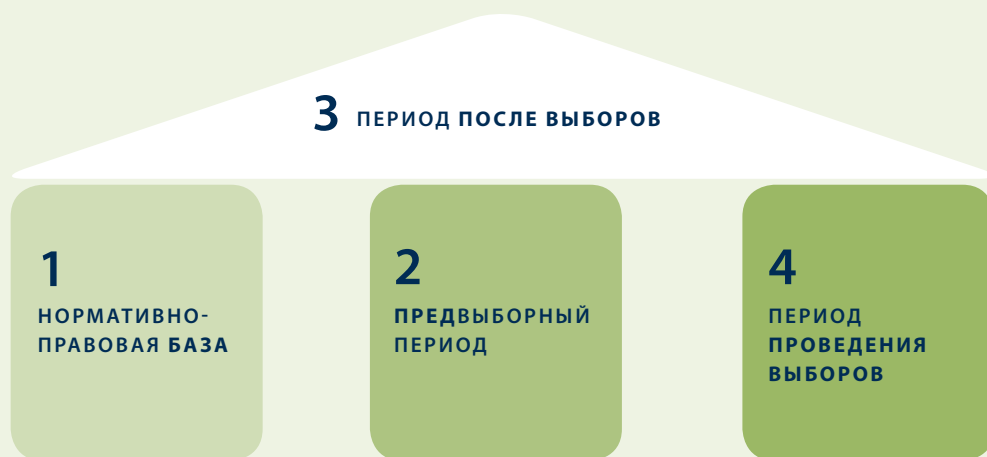 3 ПЕРИОД ПОСЛЕ ВЫБОРОВ
1
НОРМАТИВНО-
ПРАВОВАЯ БАЗА
2
ПРЕДВЫБОРНЫЙ
ПЕРИОД
4
ПЕРИОД
ПРОВЕДЕНИЯ
ВЫБОРОВ